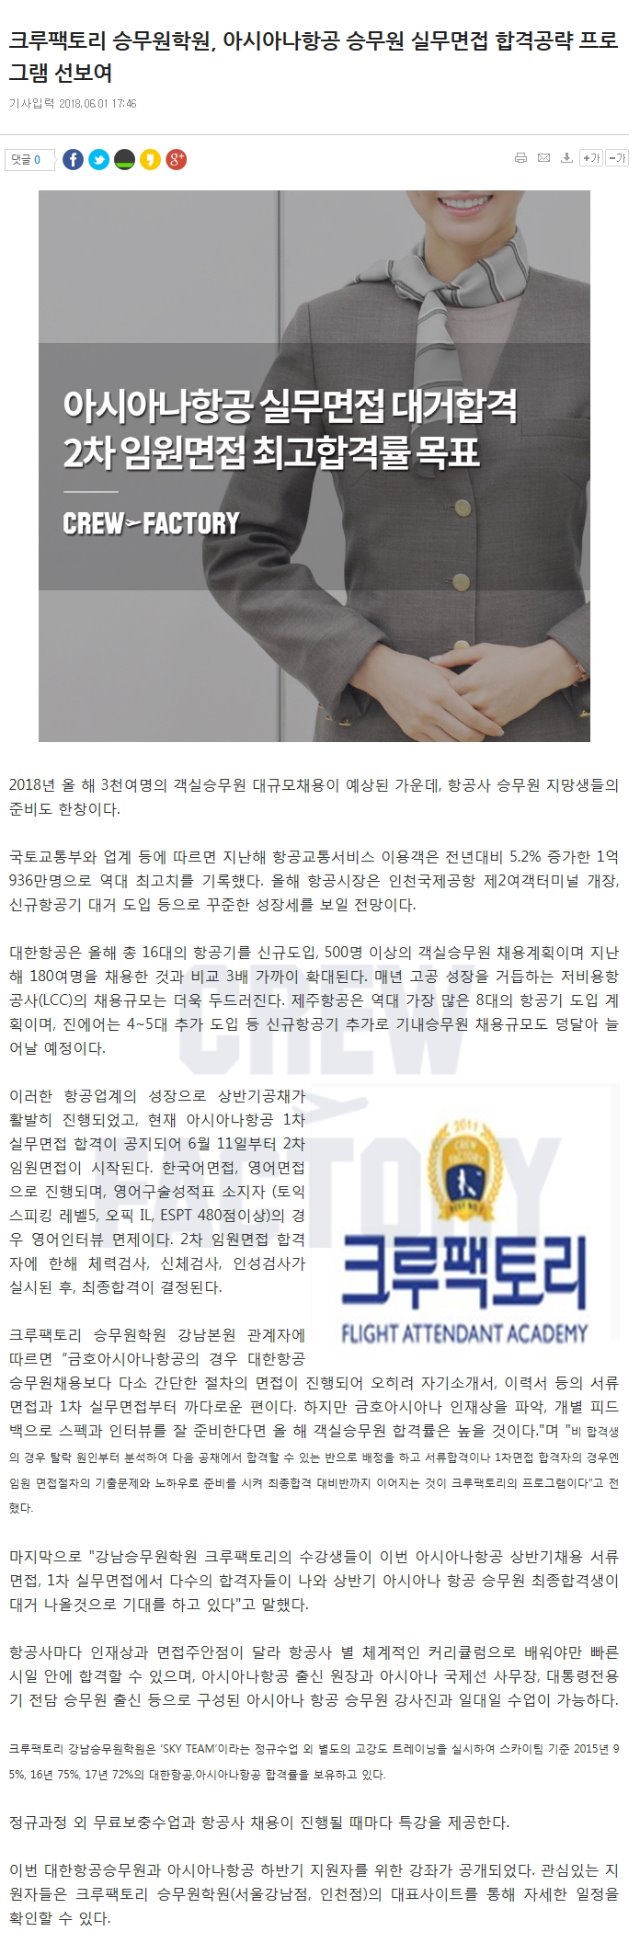 크루팩토리 승무원학원, 아시아나항공 승무원 실무면접 합격공략 프로
그램 선보여
기사입력 2018.06.01 17:46
댓글 0
+가 -가
아시아나항공 실무면접 대거합격
2차 임원면접 최고합격률 목표
CREW FACTORY
2018년 올 해 3천여명의 객실승무원 대규모채용이 예상된 가운데, 항공사 승무원 지망생들의
준비도 한창이다.
국토교통부와 업계 등에 따르면 지난해 항공교통서비스 이용객은 전년대비 5.2% 증가한 1억
936만명으로 역대 최고치를 기록했다. 올해 항공시장은 인천국제공항 제2여객터미널 개장,
신규항공기 대거 도입 등으로 꾸준한 성장세를 보일 전망이다.
대한항공은 올해 총 16대의 항공기를 신규도입, 500명 이상의 객실승무원 채용계획이며 지난
해 180여명을 채용한 것과 비교 3배 가까이 확대된다. 매년 고공 성장을 거듭하는 저비용항
공사(LCC)의 채용규모는 더욱 두드러진다. 제주항공은 역대 가장 많은 8대의 항공기 도입 계
획이며, 진에어는 4~5대 추가 도입 등 신규항공기 추가로 기내승무원 채용규모도 덩달아 늘
어날 예정이다.
CREW
FACTORY
이러한 항공업계의 성장으로 상반기공채가
활발히 진행되었고, 현재 아시아나항공 1차
실무면접 합격이 공지되어 6월 11일부터 2차
임원면접이 시작된다. 한국어면접, 영어면접
으로 진행되며, 영어구술성적표 소지자 (토익
스피킹 레벨5, 오픽 IL, ESPT 480점이상)의 경
우 영어인터뷰 면제이다. 2차 임원면접 합격
자에 한해 체력검사, 신체검사, 인성검사가
실시된 후, 최종합격이 결정된다.
2011
CREW
FACTORY
BEST NO.1
크루팩토리
FLIGHT ATTENDANT ACADEMY
크루팩토리 승무원학원 강남본원 관계자에
따르면 "금호아시아나항공의 경우 대한항공
승무원채용보다 다소 간단한 절차의 면접이 진행되어 오히려 자기소개서, 이력서 등의 서류
면접과 1차 실무면접부터 까다로운 편이다. 하지만 금호아시아나 인재상을 파악, 개별 피드
백으로 스펙과 인터뷰를 잘 준비한다면 올 해 객실승무원 합격률은 높을 것이다."며 "비 합격생
의 경우 탈락 원인부터 분석하여 다음 공채에서 합격할 수 있는 반으로 배정을 하고 서류합격이나 1차면접 합격자의 경우엔
임원 면접절차의 기출문제와 노하우로 준비를 시켜 최종합격 대비반까지 이어지는 것이 크루팩토리의 프로그램이다"고 전
했다.
마지막으로 "강남승무원학원 크루팩토리의 수강생들이 이번 아시아나항공 상반기채용 서류
면접, 1차 실무면접에서 다수의 합격자들이 나와 상반기 아시아나 항공 승무원 최종합격생이
대거 나올것으로 기대를 하고 있다"고 말했다.
항공사마다 인재상과 면접주안점이 달라 항공사 별 체계적인 커리큘럼으로 배워야만 빠른
시일 안에 합격할 수 있으며, 아시아나항공 출신 원장과 아시아나 국제선 사무장, 대통령전용
기 전담 승무원 출신 등으로 구성된 아시아나 항공 승무원 강사진과 일대일 수업이 가능하다.
크루팩토리 강남승무원학원은 'SKY TEAM'이라는 정규수업 외 별도의 고강도 트레이닝을 실시하여 스카이팀 기준 2015년 9
5%, 16년 75%, 17년 72%의 대한항공,아시아나항공 합격률을 보유하고 있다.
정규과정 외 무료보충수업과 항공사 채용이 진행될 때마다 특강을 제공한다.
이번 대한항공승무원과 아시아나항공 하반기 지원자를 위한 강좌가 공개되었다. 관심있는 지
원자들은 크루팩토리 승무원학원(서울강남점, 인천점)의 대표사이트를 통해 자세한 일정을
확인할 수 있다.